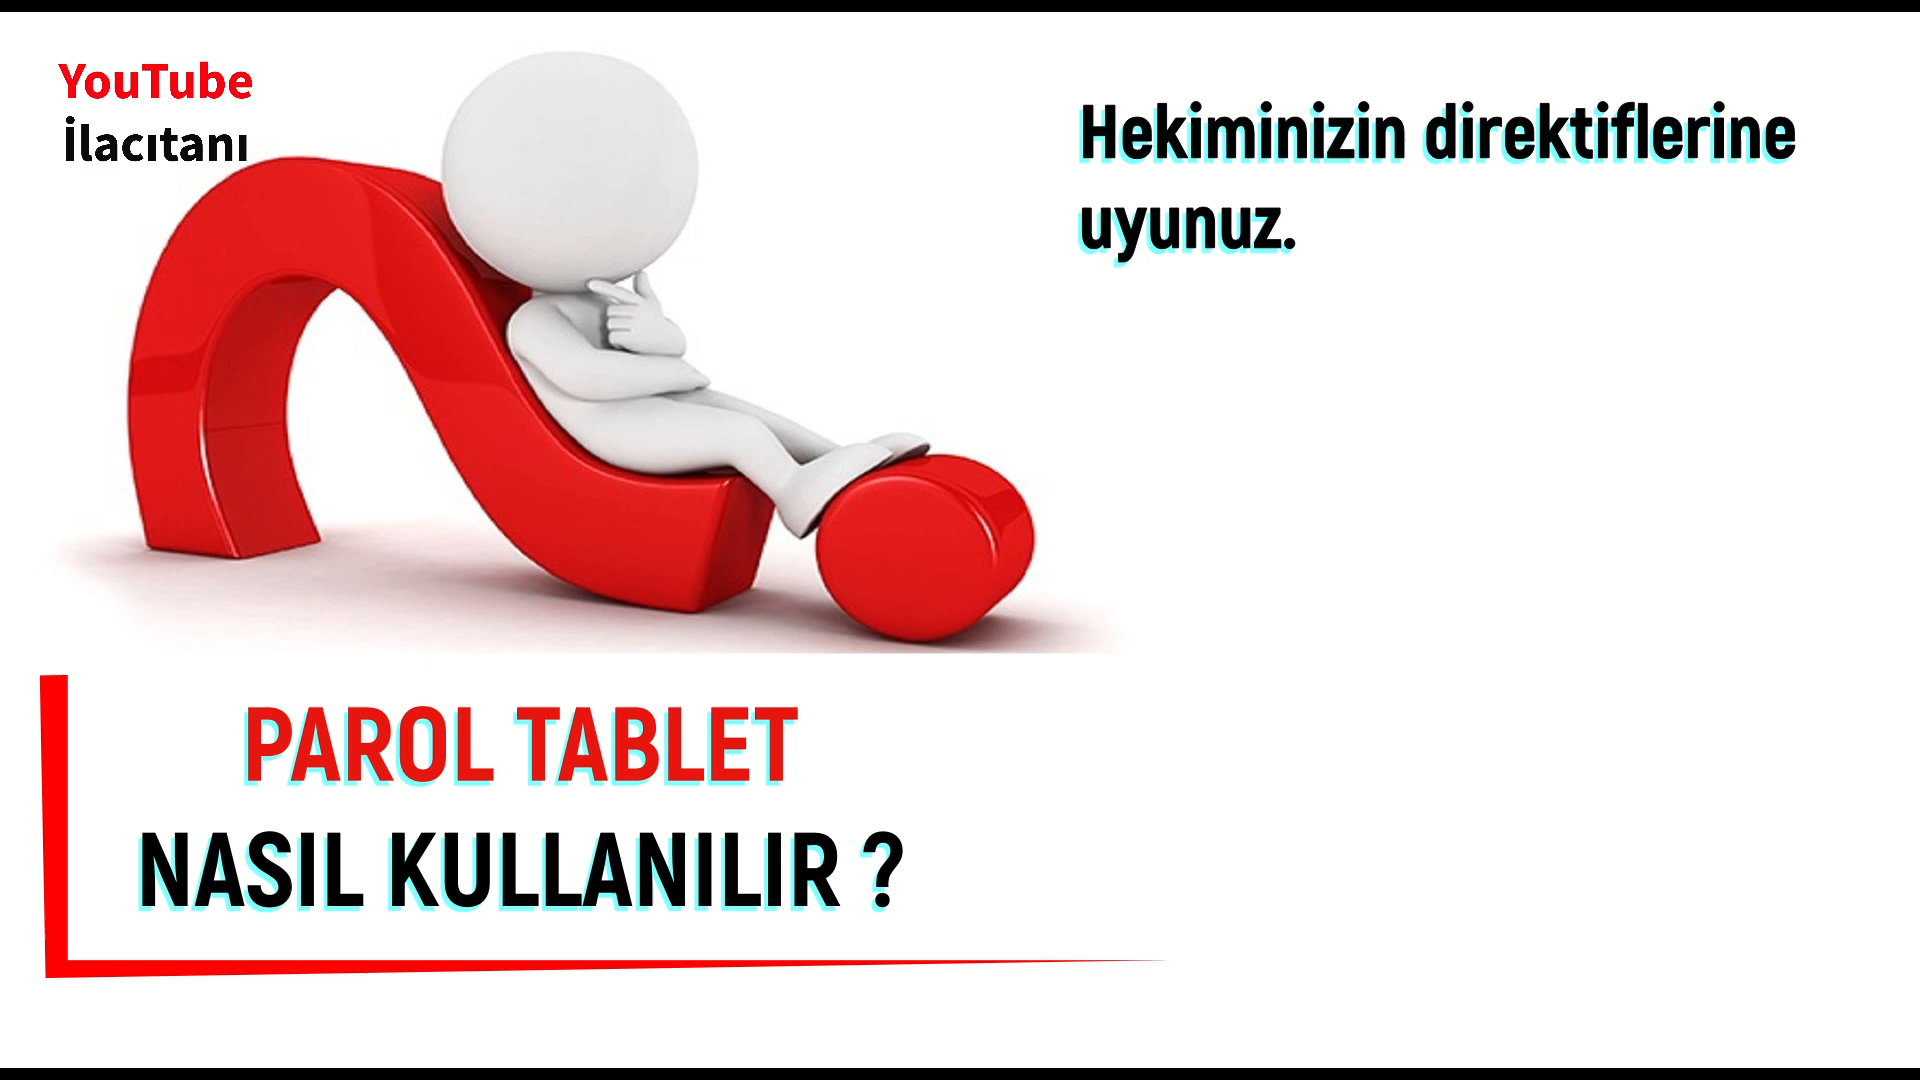 YouTube
İlacıtanı
Hekiminizin direktiflerine
uyunuz.
PAROL TABLET
NASIL KULLANILIR ?